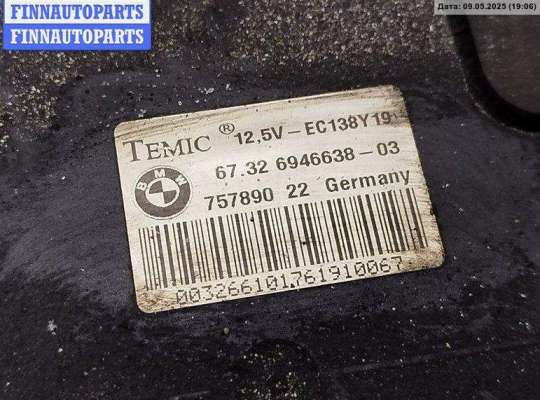 FINNAUTOPARTS
FINNAUTOPARTS
Дата: 09.05.2025 (19:06)
TEMIC ® 12,5V – EC138Y19
BMW
67.32 6946638 – 03
757890 22 Germany
003266101761910067